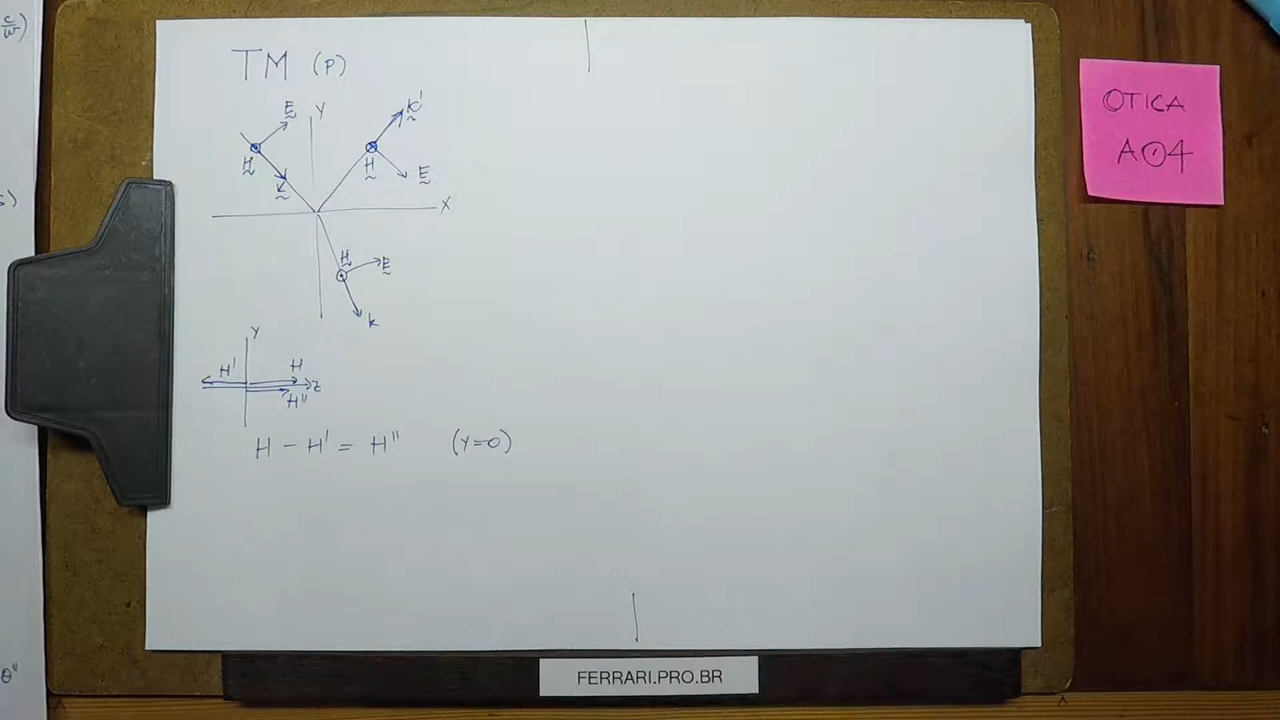 TM (P)
E
Y
k'
H
k
H
E
X
H
E
k
Y
H'
H
Z
H''
H - H' = H'' (Y=0)
OTICA
A04
FERRARI.PRO.BR
θ''